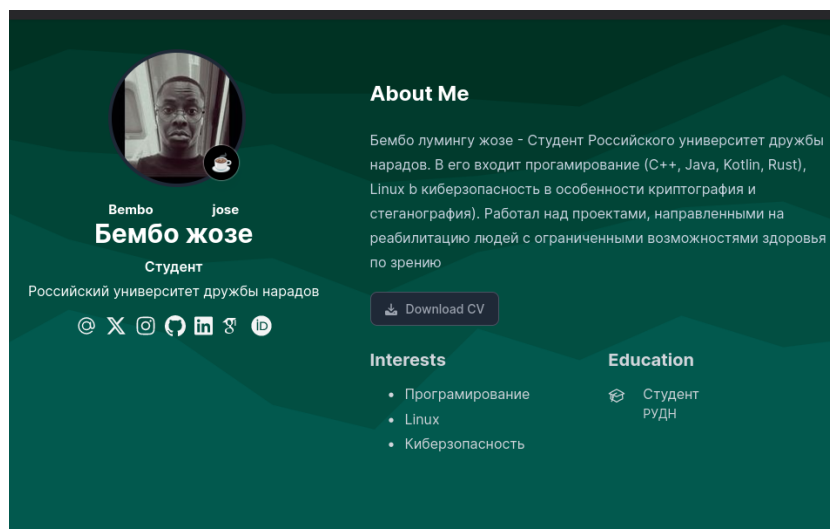 Bembo jose
Бембо жозе
Студент
Российский университет дружбы нарадов
About Me
Бембо лумингу жозе - Студент Российского университет дружбы
нарадов. В его входит прогамирование (C++, Java, Kotlin, Rust),
Linux b киберзопасность в особенности криптография и
стеганография). Работал над проектами, направленными на
реабилитацию людей с ограниченными возможностями здоровья
по зрению
Download CV
Interests
Програмирование
Linux
Киберзопасность
Education
Студент
РУДН